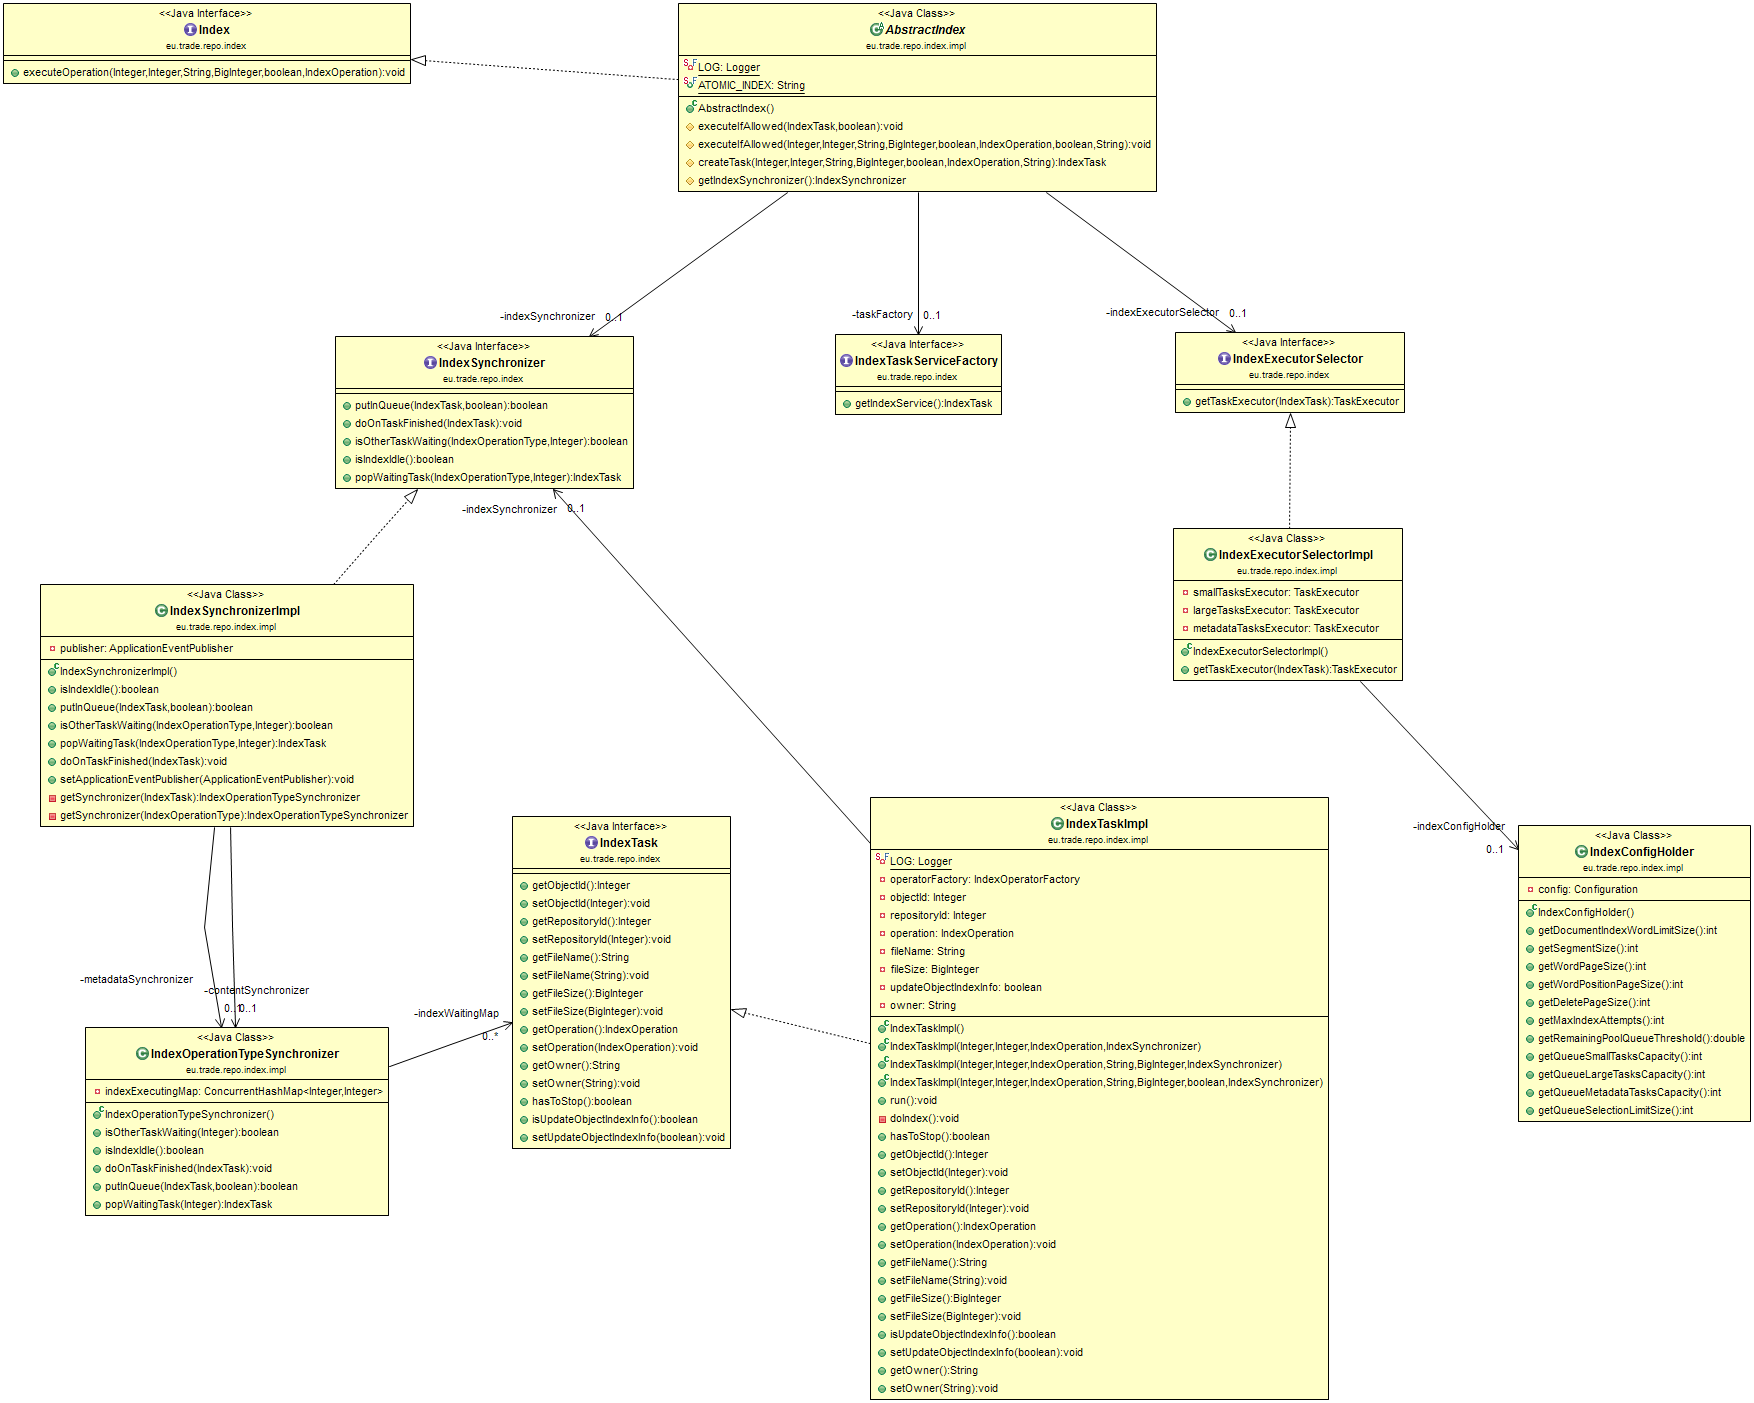 <<Java Interface>>
Index
eu.trade.repo.index
executeOperation(Integer,Integer,String,BigInteger,boolean,IndexOperation):void
<<Java Class>>
AbstractIndex
eu.trade.repo.index.impl
LOG: Logger
ATOMIC_INDEX: String
AbstractIndex()
executeIfAllowed(IndexTask,boolean):void
executeIfAllowed(Integer,Integer,String,BigInteger,boolean,IndexOperation,boolean,String):void
createTask(Integer,Integer,String,BigInteger,boolean,IndexOperation,String):IndexTask
getIndexSynchronizer():IndexSynchronizer
-indexSynchronizer 0..1
-taskFactory 0..1
-indexExecutorSelector 0..1
<<Java Interface>>
IndexSynchronizer
eu.trade.repo.index
putInQueue(IndexTask,boolean):boolean
doOnTaskFinished(IndexTask):void
isOtherTaskWaiting(IndexOperationType,Integer):boolean
isIndexIdle():boolean
popWaitingTask(IndexOperationType,Integer):IndexTask
<<Java Interface>>
IndexTaskServiceFactory
eu.trade.repo.index
getIndexService():IndexTask
<<Java Interface>>
IndexExecutorSelector
eu.trade.repo.index
getTaskExecutor(IndexTask):TaskExecutor
-indexSynchronizer 0..1
<<Java Class>>
IndexExecutorSelectorImpl
eu.trade.repo.index.impl
smallTasksExecutor: TaskExecutor
largeTasksExecutor: TaskExecutor
metadataTasksExecutor: TaskExecutor
IndexExecutorSelectorImpl()
getTaskExecutor(IndexTask):TaskExecutor
<<Java Class>>
IndexSynchronizerImpl
eu.trade.repo.index.impl
publisher: ApplicationEventPublisher
IndexSynchronizerImpl()
isIndexIdle():boolean
putInQueue(IndexTask,boolean):boolean
isOtherTaskWaiting(IndexOperationType,Integer):boolean
popWaitingTask(IndexOperationType,Integer):IndexTask
doOnTaskFinished(IndexTask):void
setApplicationEventPublisher(ApplicationEventPublisher):void
getSynchronizer(IndexTask):IndexOperationTypeSynchronizer
getSynchronizer(IndexOperationType):IndexOperationTypeSynchronizer
-metadataSynchronizer
-contentSynchronizer
0..1
0..1
<<Java Class>>
IndexOperationTypeSynchronizer
eu.trade.repo.index.impl
indexExecutingMap: ConcurrentHashMap<Integer,Integer>
IndexOperationTypeSynchronizer()
isOtherTaskWaiting(Integer):boolean
isIndexIdle():boolean
doOnTaskFinished(IndexTask):void
putInQueue(IndexTask,boolean):boolean
popWaitingTask(Integer):IndexTask
-indexWaitingMap
0..*
<<Java Interface>>
IndexTask
eu.trade.repo.index
getObjectId():Integer
setObjectId(Integer):void
getRepositoryId():Integer
setRepositoryId(Integer):void
getFileName():String
setFileName(String):void
getFileSize():BigInteger
setFileSize(BigInteger):void
getOperation():IndexOperation
setOperation(IndexOperation):void
getOwner():String
setOwner(String):void
hasToStop():boolean
isUpdateObjectIndexInfo():boolean
setUpdateObjectIndexInfo(boolean):void
<<Java Class>>
IndexTaskImpl
eu.trade.repo.index.impl
LOG: Logger
operatorFactory: IndexOperatorFactory
objectId: Integer
repositoryId: Integer
operation: IndexOperation
fileName: String
fileSize: BigInteger
updateObjectIndexInfo: boolean
owner: String
IndexTaskImpl()
IndexTaskImpl(Integer,Integer,IndexOperation,IndexSynchronizer)
IndexTaskImpl(Integer,Integer,IndexOperation,String,BigInteger,IndexSynchronizer)
IndexTaskImpl(Integer,Integer,IndexOperation,String,BigInteger,boolean,IndexSynchronizer)
run():void
doIndex():void
hasToStop():boolean
getObjectId():Integer
setObjectId(Integer):void
getRepositoryId():Integer
setRepositoryId(Integer):void
getOperation():IndexOperation
setOperation(IndexOperation):void
getFileName():String
setFileName(String):void
getFileSize():BigInteger
setFileSize(BigInteger):void
isUpdateObjectIndexInfo():boolean
setUpdateObjectIndexInfo(boolean):void
getOwner():String
setOwner(String):void
-indexConfigHolder
0..1
<<Java Class>>
IndexConfigHolder
eu.trade.repo.index.impl
config: Configuration
IndexConfigHolder()
getDocumentIndexWordLimitSize():int
getSegmentSize():int
getWordPageSize():int
getWordPositionPageSize():int
getDeletePageSize():int
getMaxIndexAttempts():int
getRemainingPoolQueueThreshold():double
getQueueSmallTasksCapacity():int
getQueueLargeTasksCapacity():int
getQueueMetadataTasksCapacity():int
getQueueSelectionLimitSize():int